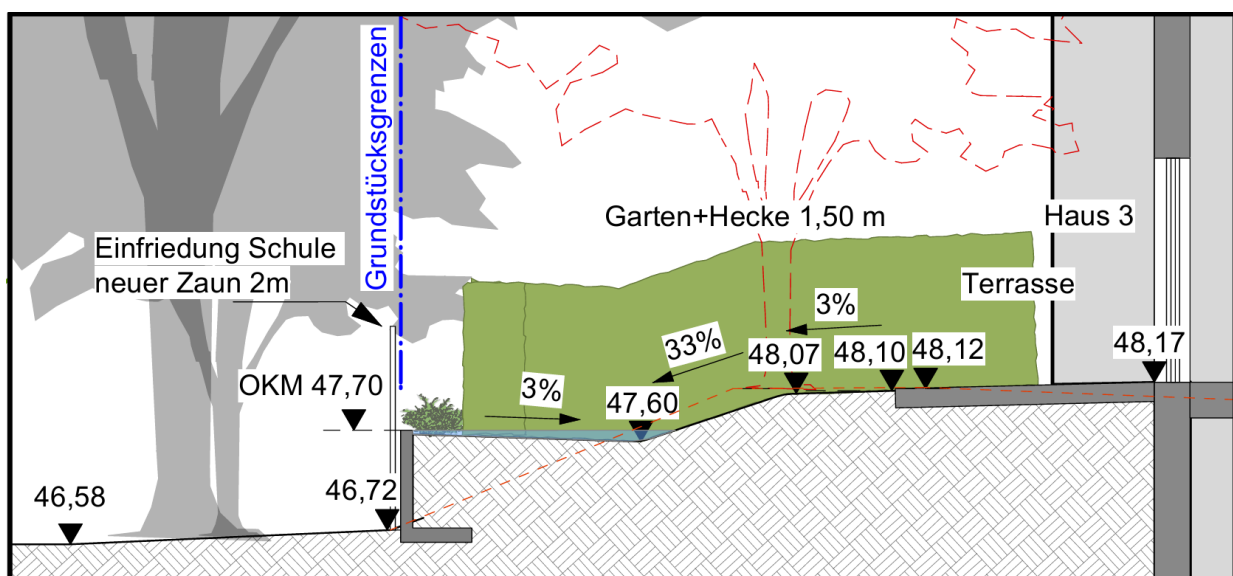 Grundstücksgrenzen
Garten+Hecke 1,50 m
Haus 3
Einfriedung Schule
neuer Zaun 2m
Terrasse
3%
33%
48,07
48,10
48,12
48,17
OKM 47,70
3%
47,60
46,58
46,72